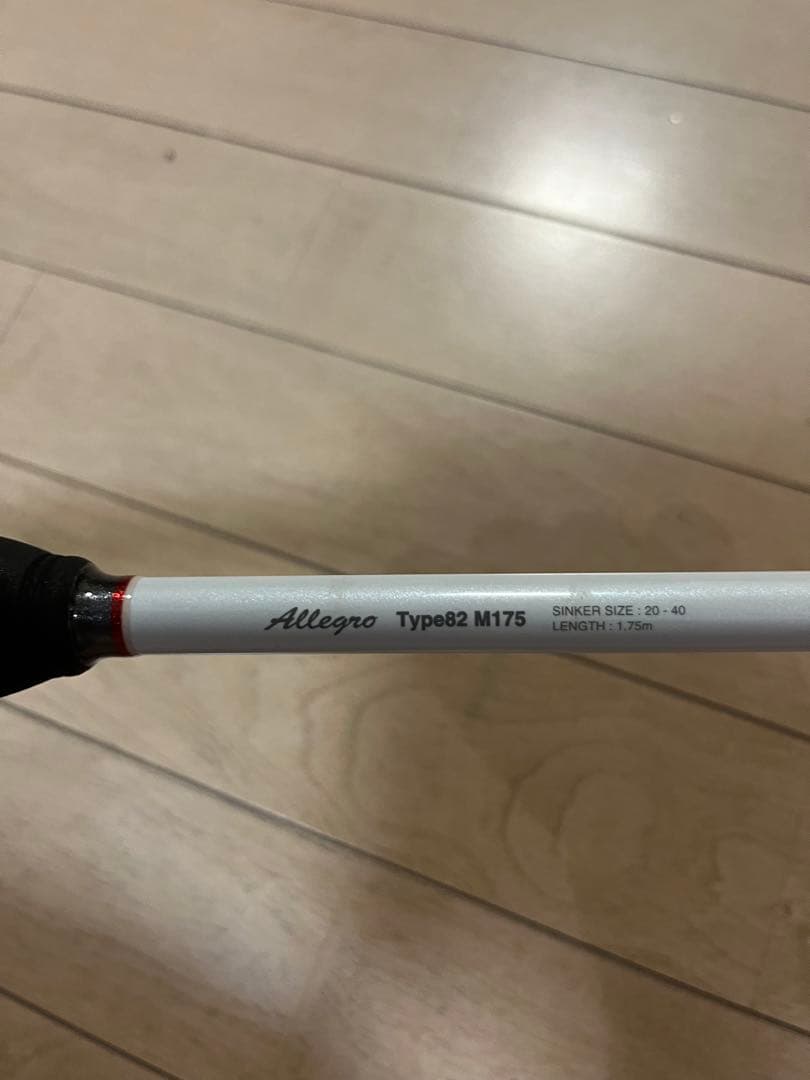 Allegro Type82 M175
SINKER SIZE : 20 - 40
LENGTH : 1.75m